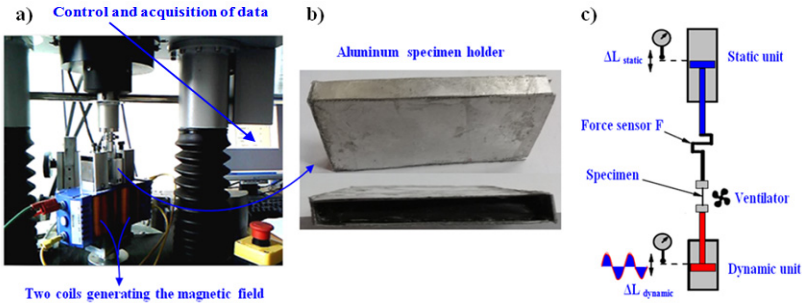 a)
Control and acquisition of data
Two coils generating the magnetic field
b)
Aluminum specimen holder
c)
ΔL static
Static unit
Force sensor F
Specimen
Ventilator
Dynamic unit
ΔL dynamic